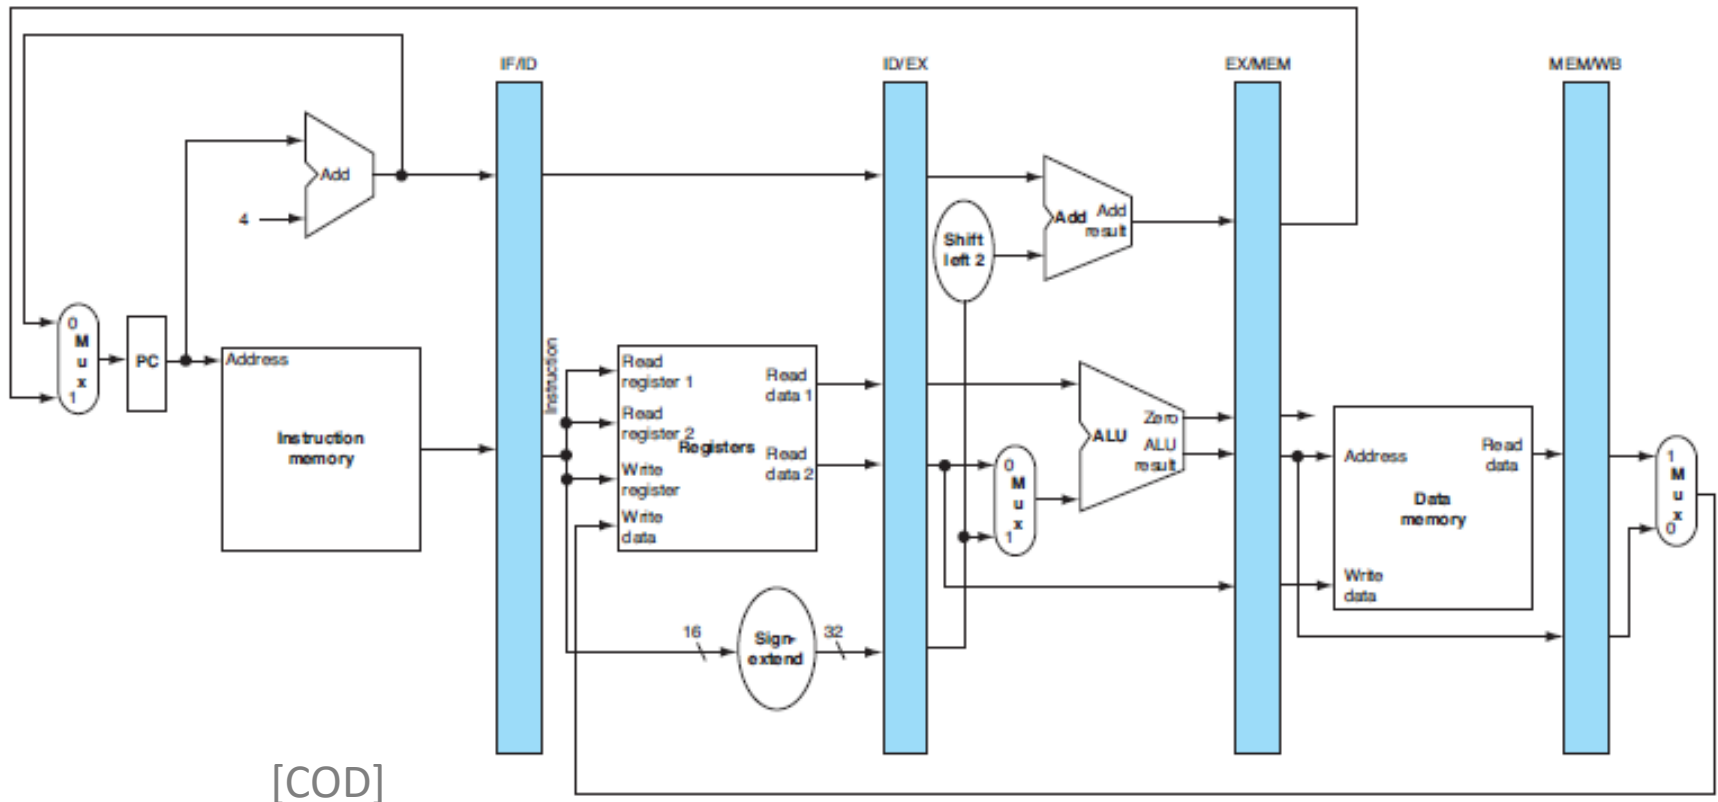 IF/ID
ID/EX
EX/MEM
MEM/WB
Add
4
0
M
u
x
1
PC
Address
Instruction
memory
Instruction
Read
register 1
Read
register 2
Registers
Write
register
Write
data
Read
data 1
Read
data 2
16
Sign-
extend
32
Shift
left 2
Add
Add
result
0
M
u
x
1
ALU
Zero
ALU
result
Address
Read
data
Data
memory
Write
data
1
M
u
x
0
[COD]